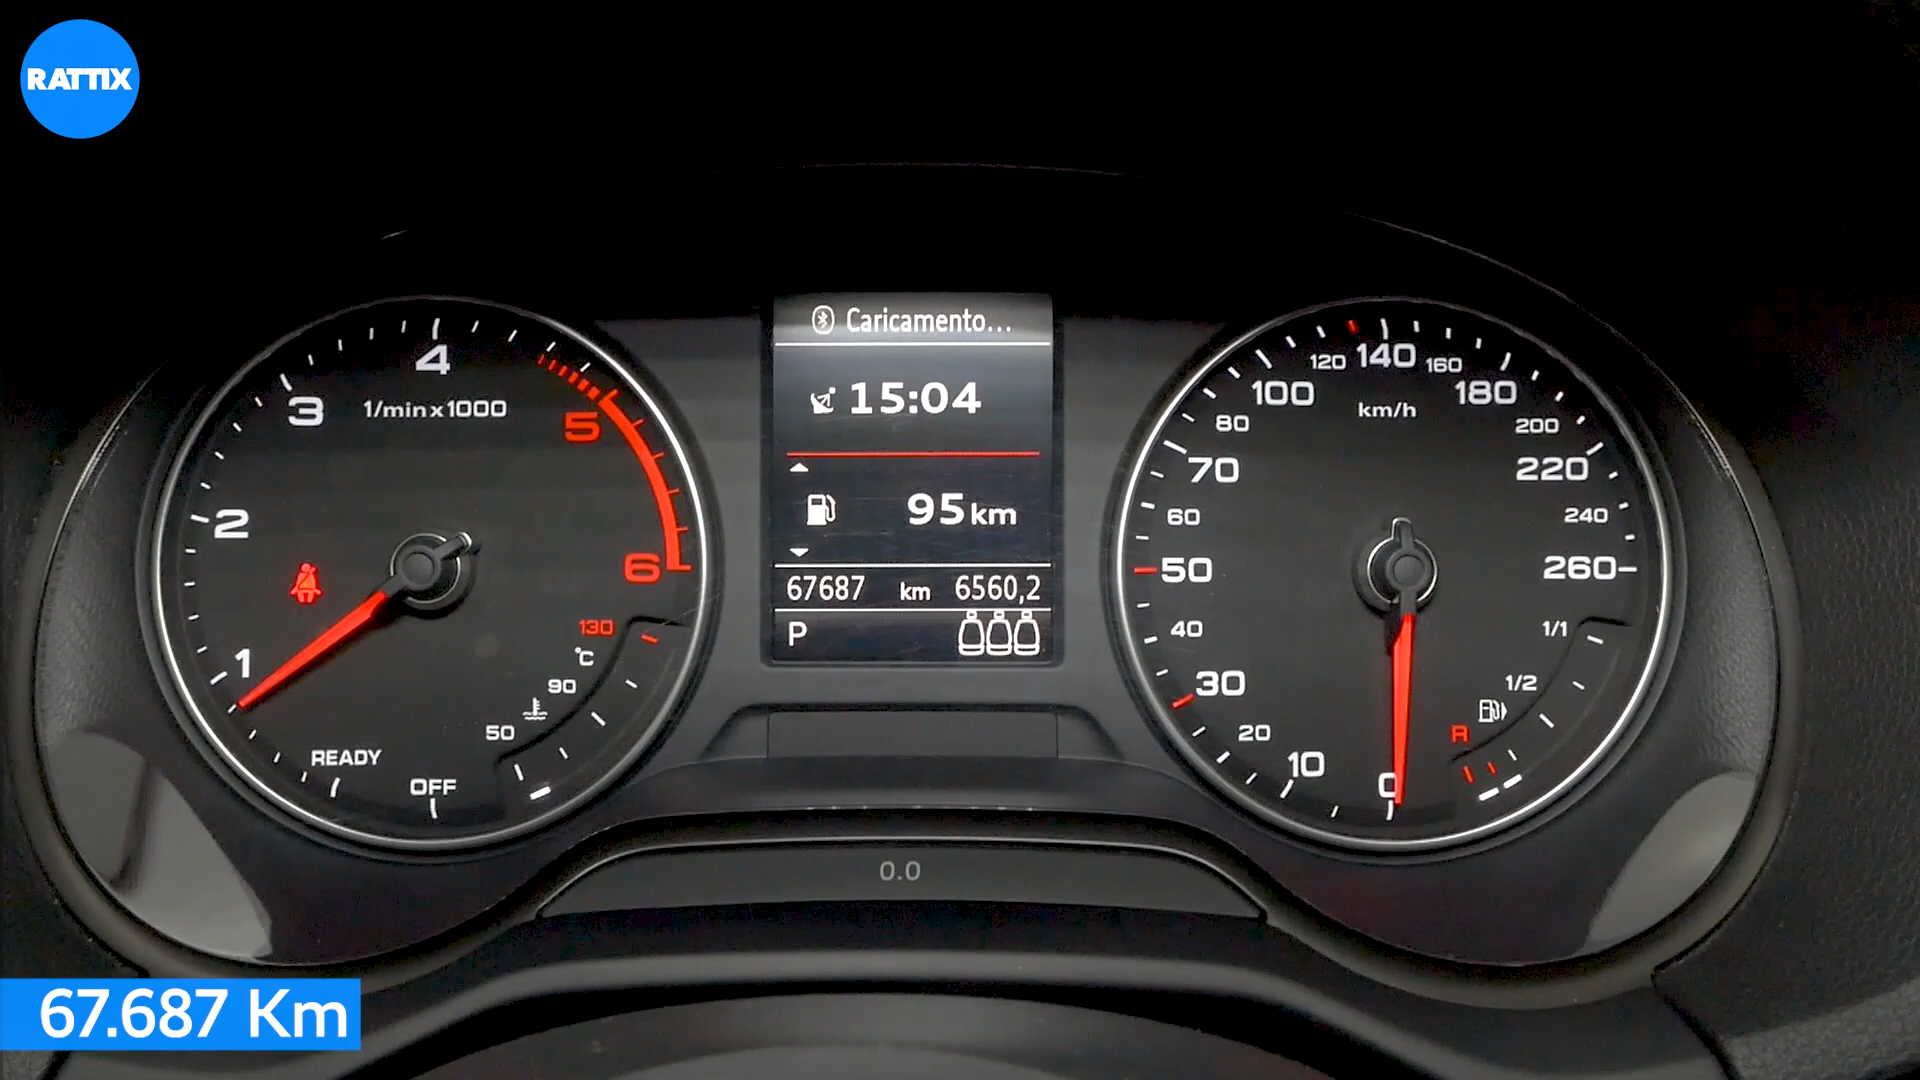 RATTIX
Caricamento...
15:04
95 km
67687 km 6560,2
P
1/min x 1000
1
2
3
4
5
6
READY
OFF
50
90
130
°C
km/h
0
10
20
30
40
50
60
70
80
100
120
140
160
180
200
220
240
260
1/1
1/2
R
0.0
67.687 Km